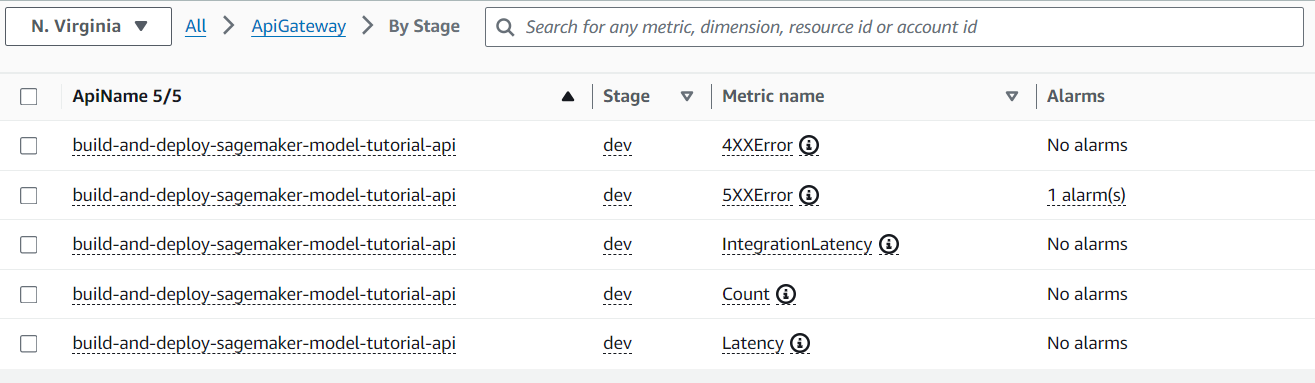 N. Virginia All ApiGateway By Stage Search for any metric, dimension, resource id or account id
ApiName 5/5 Stage Metric name Alarms
build-and-deploy-sagemaker-model-tutorial-api dev 4XXError No alarms
build-and-deploy-sagemaker-model-tutorial-api dev 5XXError 1 alarm(s)
build-and-deploy-sagemaker-model-tutorial-api dev IntegrationLatency No alarms
build-and-deploy-sagemaker-model-tutorial-api dev Count No alarms
build-and-deploy-sagemaker-model-tutorial-api dev Latency No alarms